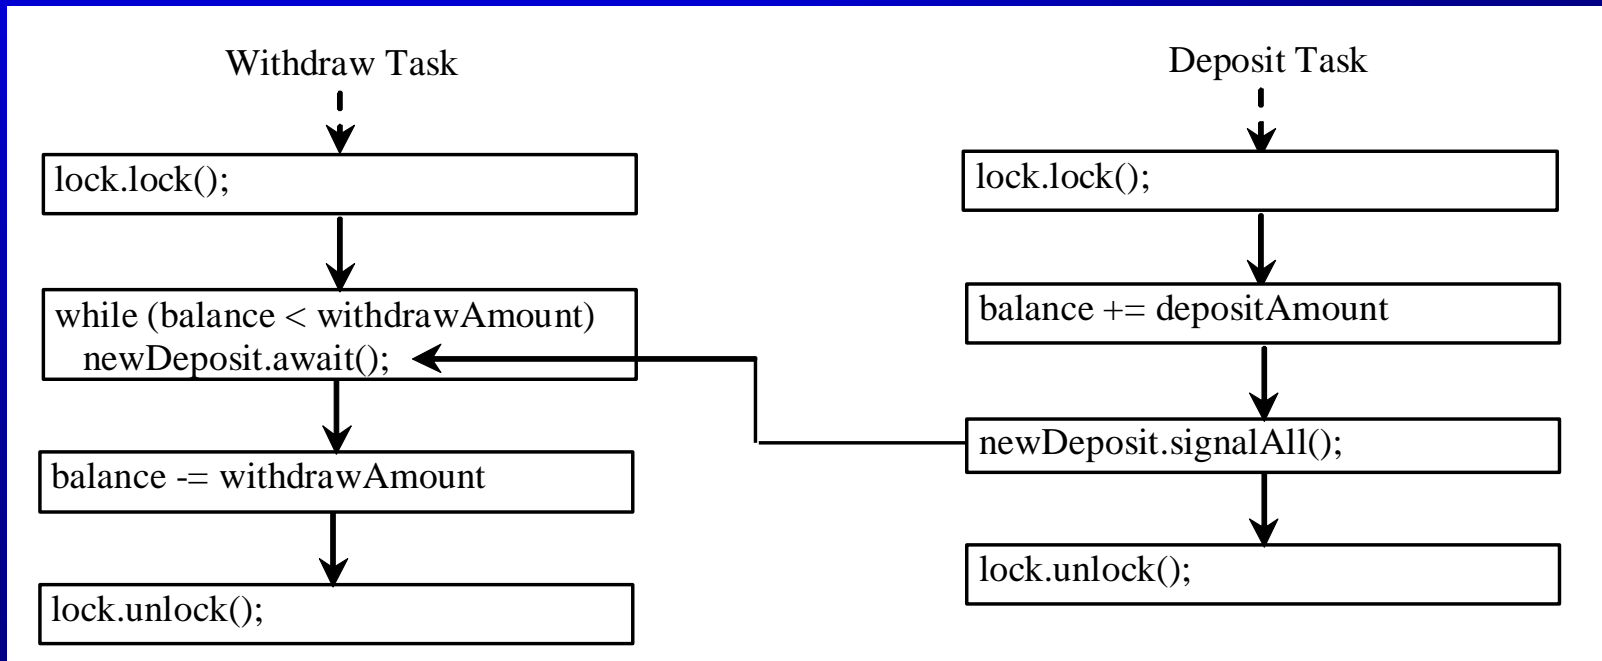 Withdraw Task
lock.lock();
while (balance < withdrawAmount)
newDeposit.await();
balance -= withdrawAmount
lock.unlock();
Deposit Task
lock.lock();
balance += depositAmount
newDeposit.signalAll();
lock.unlock();